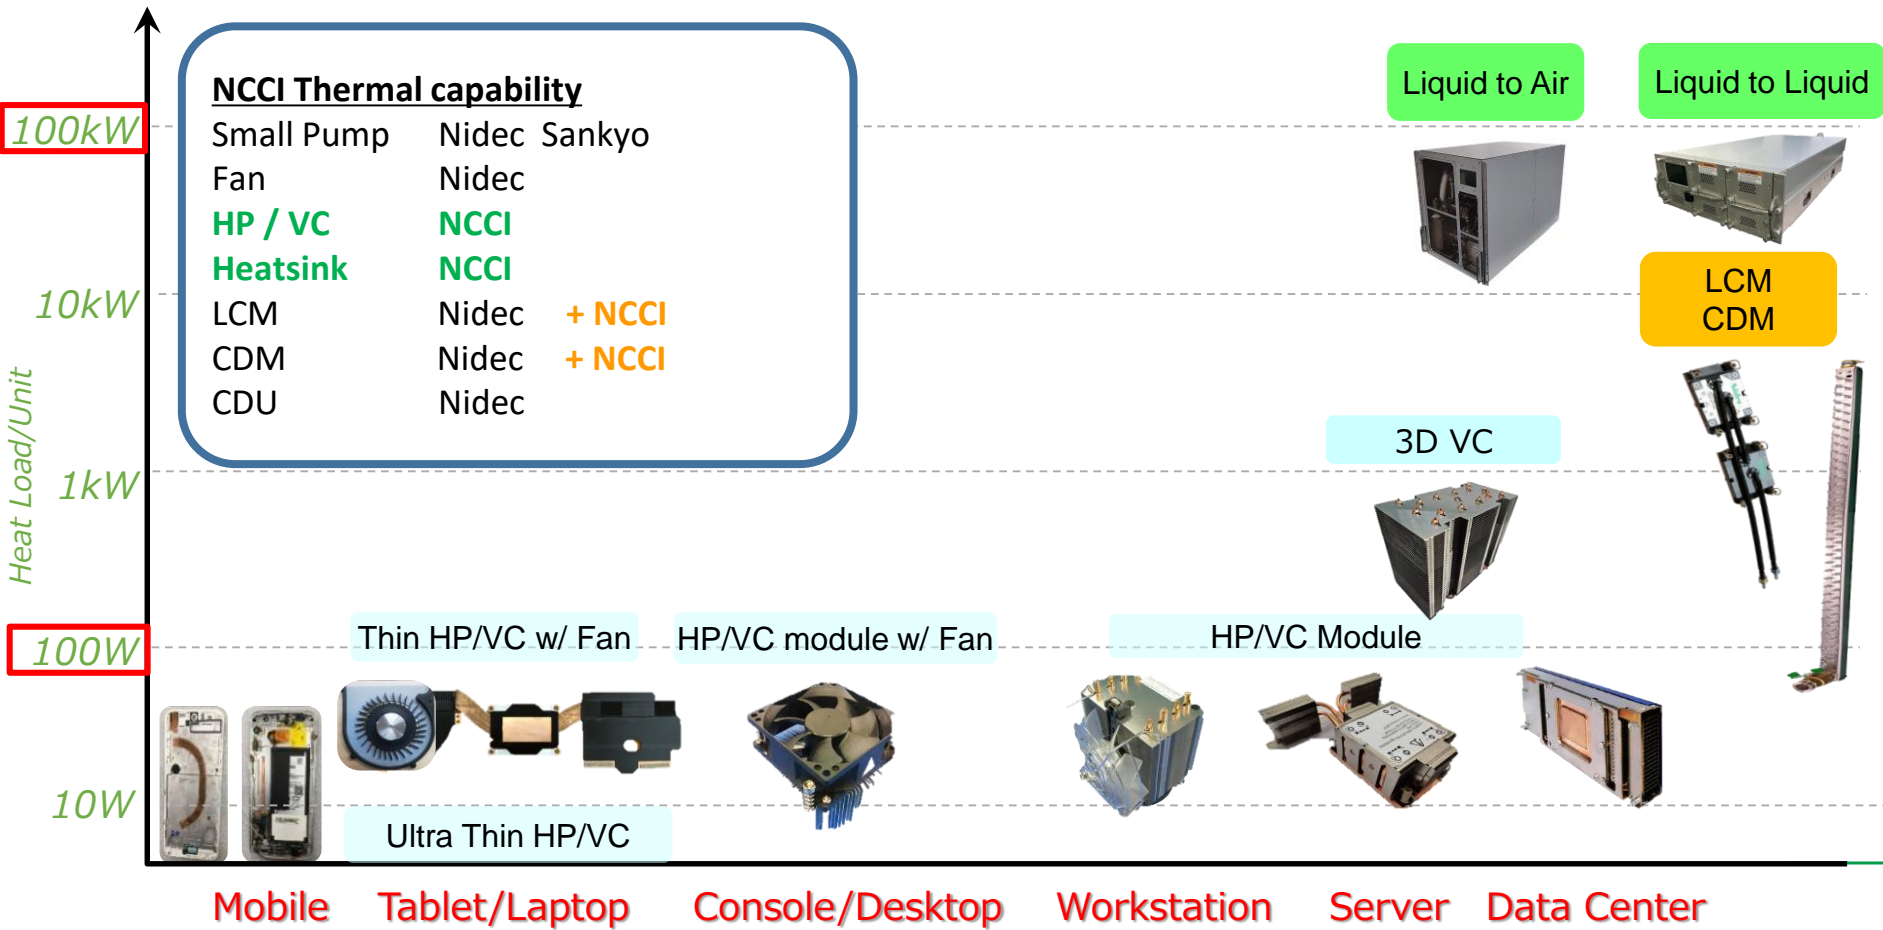 NCCI Thermal capability
Small Pump Nidec Sankyo
Fan Nidec
HP / VC NCCI
Heatsink NCCI
LCM Nidec + NCCI
CDM Nidec + NCCI
CDU Nidec
Liquid to Air
Liquid to Liquid
LCM
CDM
3D VC
Thin HP/VC w/ Fan
HP/VC module w/ Fan
HP/VC Module
Ultra Thin HP/VC
Heat Load/Unit
100kW
10kW
1kW
100W
10W
Mobile
Tablet/Laptop
Console/Desktop
Workstation
Server
Data Center